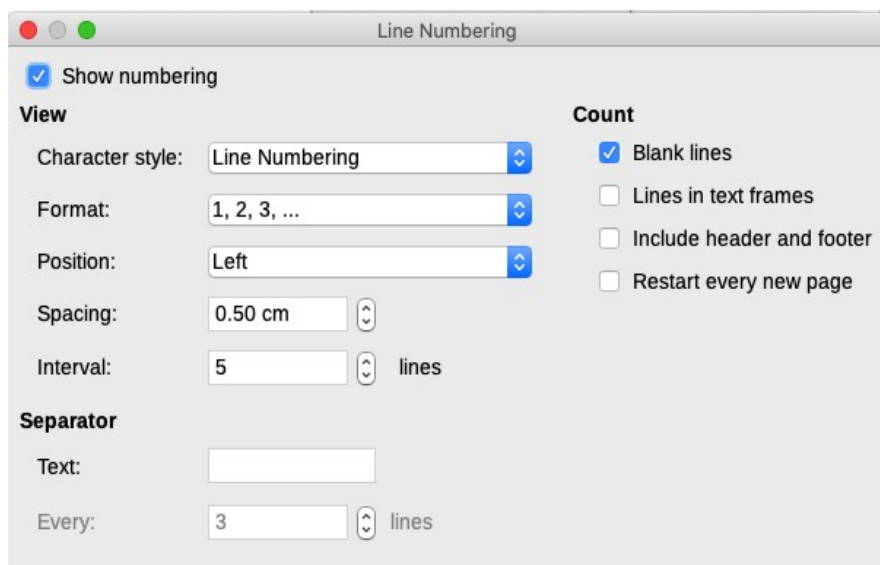 Line Numbering
Show numbering
View
Character style: Line Numbering
Format: 1, 2, 3, ...
Position: Left
Spacing: 0.50 cm
Interval: 5 lines
Separator
Text:
Every: 3 lines
Count
Blank lines
Lines in text frames
Include header and footer
Restart every new page